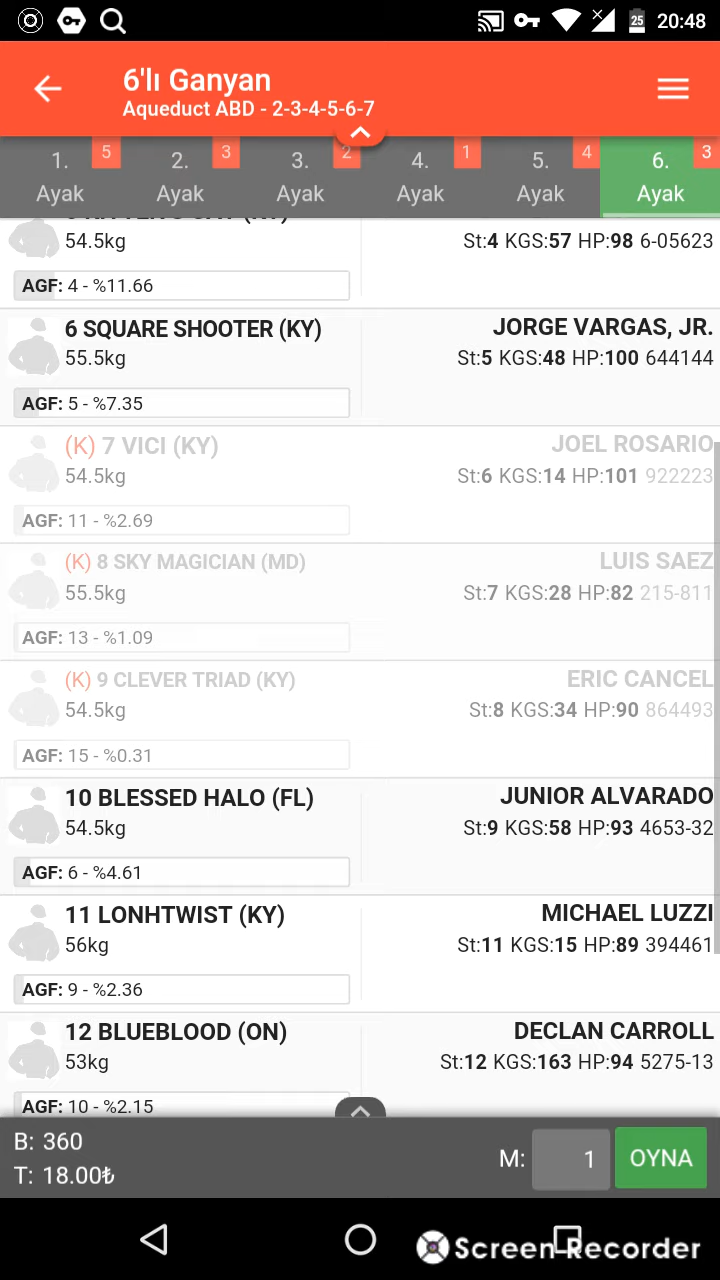 25 20:48
6'lı Ganyan
Aqueduct ABD - 2-3-4-5-6-7
1. 5 2. 3 3. 2 4. 1 5. 4 6. 3
Ayak Ayak Ayak Ayak Ayak Ayak
54.5kg St:4 KGS:57 HP:98 6-05623
AGF: 4 - %11.66
6 SQUARE SHOOTER (KY) JORGE VARGAS, JR.
55.5kg St:5 KGS:48 HP:100 644144
AGF: 5 - %7.35
(K) 7 VICI (KY) JOEL ROSARIO
54.5kg St:6 KGS:14 HP:101 922223
AGF: 11 - %2.69
(K) 8 SKY MAGICIAN (MD) LUIS SAEZ
55.5kg St:7 KGS:28 HP:82 215-811
AGF: 13 - %1.09
(K) 9 CLEVER TRIAD (KY) ERIC CANCEL
54.5kg St:8 KGS:34 HP:90 864493
AGF: 15 - %0.31
10 BLESSED HALO (FL) JUNIOR ALVARADO
54.5kg St:9 KGS:58 HP:93 4653-32
AGF: 6 - %4.61
11 LONHTWIST (KY) MICHAEL LUZZI
56kg St:11 KGS:15 HP:89 394461
AGF: 9 - %2.36
12 BLUEBLOOD (ON) DECLAN CARROLL
53kg St:12 KGS:163 HP:94 5275-13
AGF: 10 - %2.15
B: 360
T: 18.00₺
M: 1 OYNA
Screen Recorder